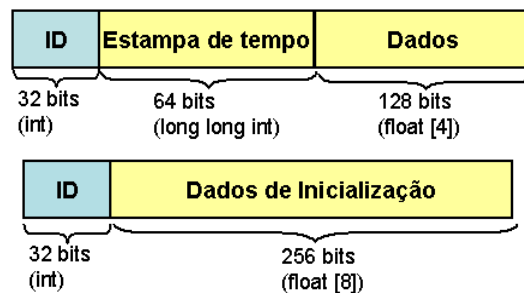 ID Estampa de tempo Dados
32 bits 64 bits 128 bits
(int) (long long int) (float [4])
ID Dados de Inicialização
32 bits 256 bits
(int) (float [8])